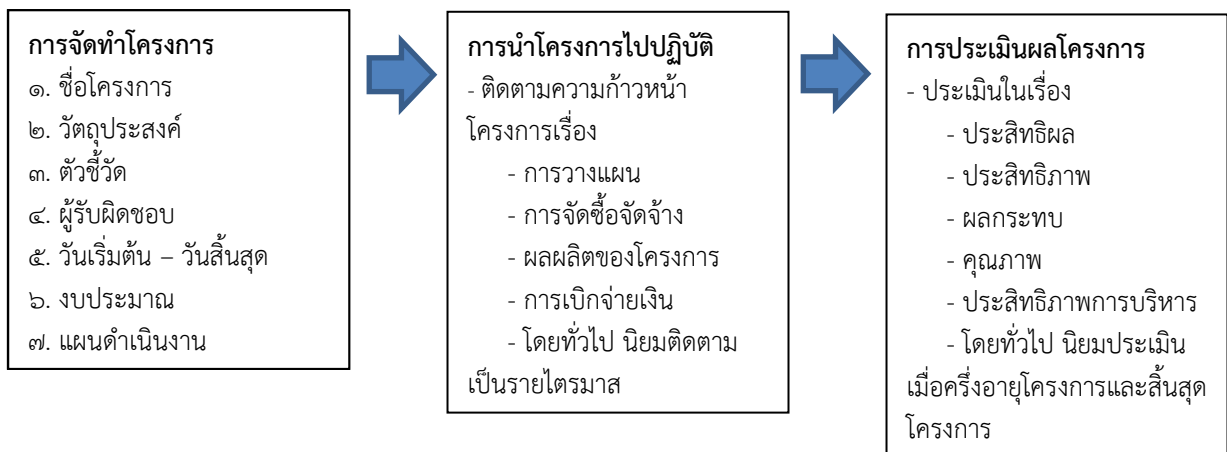 การจัดทำโครงการ
๑. ชื่อโครงการ
๒. วัตถุประสงค์
๓. ตัวชี้วัด
๔. ผู้รับผิดชอบ
๕. วันเริ่มต้น – วันสิ้นสุด
๖. งบประมาณ
๗. แผนดำเนินงาน
การนำโครงการไปปฏิบัติ
- ติดตามความก้าวหน้า
โครงการเรื่อง
- การวางแผน
- การจัดซื้อจัดจ้าง
- ผลผลิตของโครงการ
- การเบิกจ่ายเงิน
- โดยทั่วไป นิยมติดตาม
เป็นรายไตรมาส
การประเมินผลโครงการ
- ประเมินในเรื่อง
- ประสิทธิผล
- ประสิทธิภาพ
- ผลกระทบ
- คุณภาพ
- ประสิทธิภาพการบริหาร
- โดยทั่วไป นิยมประเมิน
เมื่อครึ่งอายุโครงการและสิ้นสุด
โครงการ